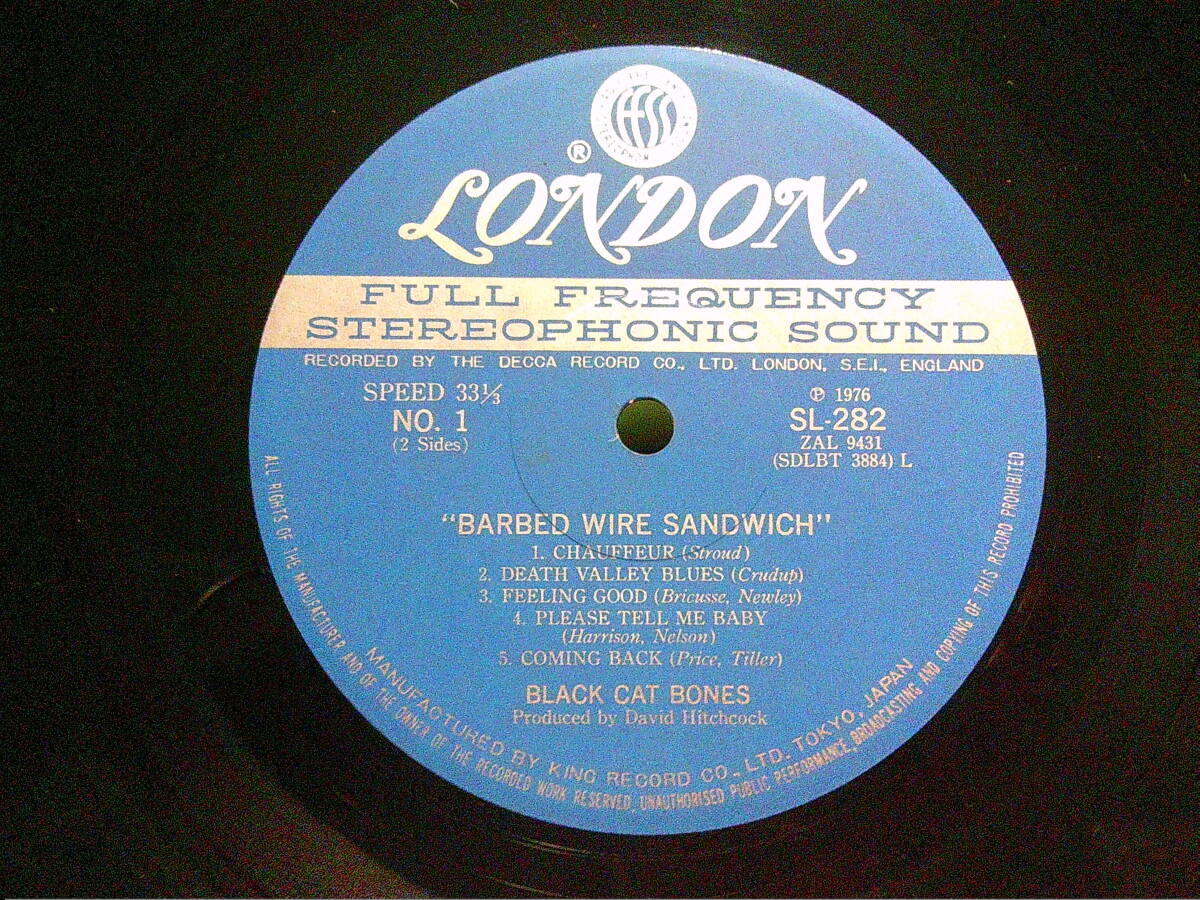 FFSS
®
LONDON
FULL FREQUENCY
STEREOPHONIC SOUND
RECORDED BY THE DECCA RECORD CO., LTD. LONDON, S.E.I., ENGLAND
SPEED 33⅓
NO. 1
(2 Sides)
℗ 1976
SL-282
ZAL 9431
(SDLBT 3884) L
"BARBED WIRE SANDWICH"
1. CHAUFFEUR (Stroud)
2. DEATH VALLEY BLUES (Crudup)
3. FEELING GOOD (Bricusse, Newley)
4. PLEASE TELL ME BABY
(Harrison, Nelson)
5. COMING BACK (Price, Tiller)
BLACK CAT BONES
Produced by David Hitchcock
MANUFACTURED BY KING RECORD CO., LTD. TOKYO, JAPAN
ALL RIGHTS OF THE MANUFACTURER AND OF THE OWNER OF THE RECORDED WORK RESERVED. UNAUTHORISED PUBLIC PERFORMANCE, BROADCASTING AND COPYING OF THIS RECORD PROHIBITED